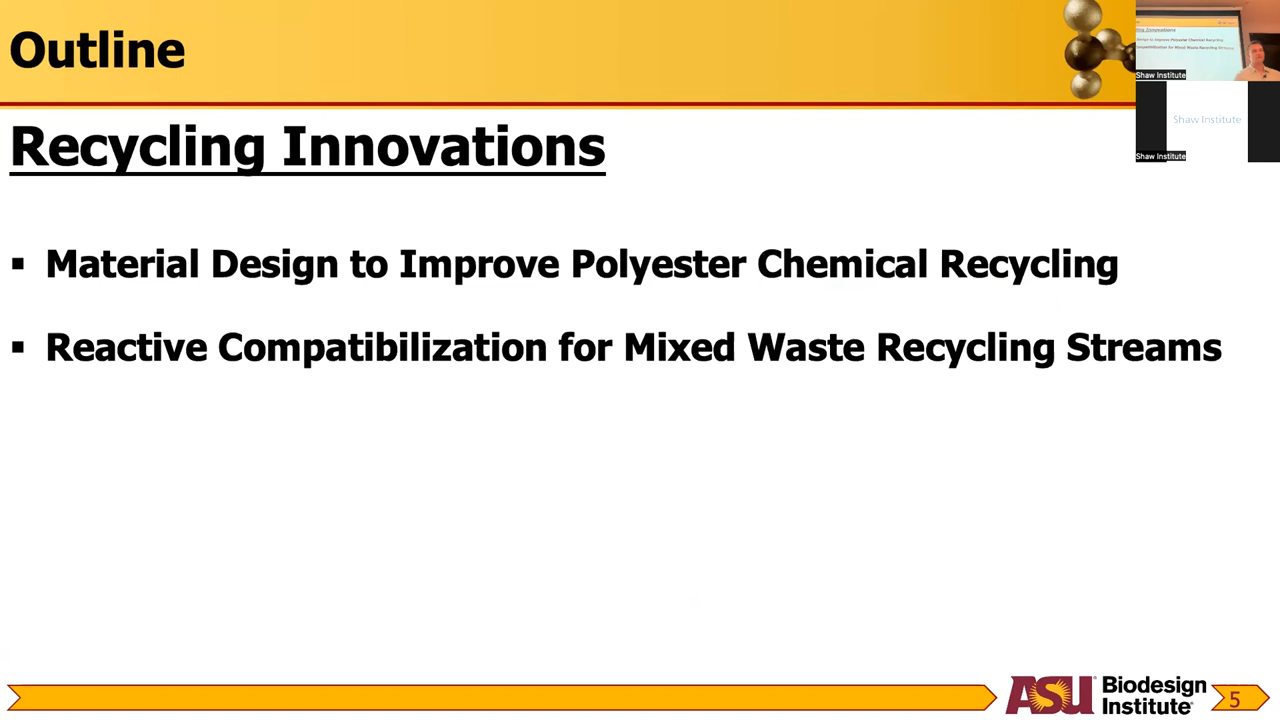 Outline
Recycling Innovations
▪ Material Design to Improve Polyester Chemical Recycling
▪ Reactive Compatibilization for Mixed Waste Recycling Streams
Shaw Institute
Shaw Institute
Shaw Institute
ASU Biodesign
Institute
5